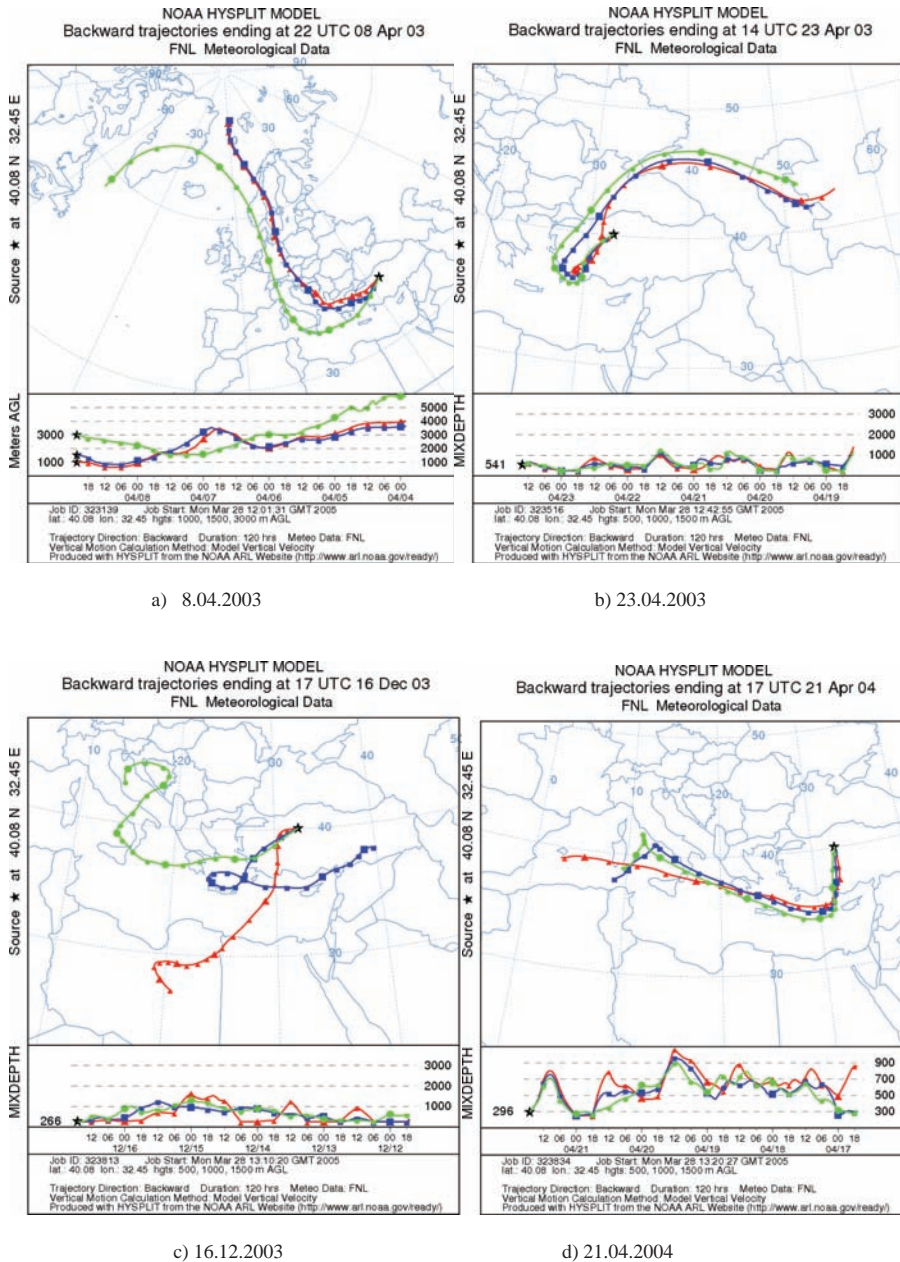 NOAA HYSPLIT MODEL
Backward trajectories ending at 22 UTC 08 Apr 03
FNL Meteorological Data
Source ★ at 40.08 N 32.45 E
Meters AGL
5000
4000
3000
2000
1000
3000
1000
18 12 06 00 18 12 06 00 18 12 06 00 18 12 06 00 18 12 06 00
04/08 04/07 04/06 04/05 04/04
Job ID: 323139 Job Start: Mon Mar 28 12:01:31 GMT 2005
lat.: 40.08 lon.: 32.45 hgts: 1000, 1500, 3000 m AGL
Trajectory Direction: Backward Duration: 120 hrs Meteo Data: FNL
Vertical Motion Calculation Method: Model Vertical Velocity
Produced with HYSPLIT from the NOAA ARL Website (http://www.arl.noaa.gov/ready/)
a) 8.04.2003
NOAA HYSPLIT MODEL
Backward trajectories ending at 14 UTC 23 Apr 03
FNL Meteorological Data
Source ★ at 40.08 N 32.45 E
MIXDEPTH
3000
2000
1000
541
12 06 00 18 12 06 00 18 12 06 00 18 12 06 00 18 12 06 00 18
04/23 04/22 04/21 04/20 04/19
Job ID: 323516 Job Start: Mon Mar 28 12:42:55 GMT 2005
lat.: 40.08 lon.: 32.45 hgts: 500, 1000, 1500 m AGL
Trajectory Direction: Backward Duration: 120 hrs Meteo Data: FNL
Vertical Motion Calculation Method: Model Vertical Velocity
Produced with HYSPLIT from the NOAA ARL Website (http://www.arl.noaa.gov/ready/)
b) 23.04.2003
NOAA HYSPLIT MODEL
Backward trajectories ending at 17 UTC 16 Dec 03
FNL Meteorological Data
Source ★ at 40.08 N 32.45 E
MIXDEPTH
3000
2000
1000
266
12 06 00 18 12 06 00 18 12 06 00 18 12 06 00 18 12 06 00 18
12/16 12/15 12/14 12/13 12/12
Job ID: 323813 Job Start: Mon Mar 28 13:10:20 GMT 2005
lat.: 40.08 lon.: 32.45 hgts: 500, 1000, 1500 m AGL
Trajectory Direction: Backward Duration: 120 hrs Meteo Data: FNL
Vertical Motion Calculation Method: Model Vertical Velocity
Produced with HYSPLIT from the NOAA ARL Website (http://www.arl.noaa.gov/ready/)
c) 16.12.2003
NOAA HYSPLIT MODEL
Backward trajectories ending at 17 UTC 21 Apr 04
FNL Meteorological Data
Source ★ at 40.08 N 32.45 E
MIXDEPTH
900
700
500
300
296
12 06 00 18 12 06 00 18 12 06 00 18 12 06 00 18 12 06 00 18
04/21 04/20 04/19 04/18 04/17
Job ID: 323834 Job Start: Mon Mar 28 13:20:27 GMT 2005
lat.: 40.08 lon.: 32.45 hgts: 500, 1000, 1500 m AGL
Trajectory Direction: Backward Duration: 120 hrs Meteo Data: FNL
Vertical Motion Calculation Method: Model Vertical Velocity
Produced with HYSPLIT from the NOAA ARL Website (http://www.arl.noaa.gov/ready/)
d) 21.04.2004